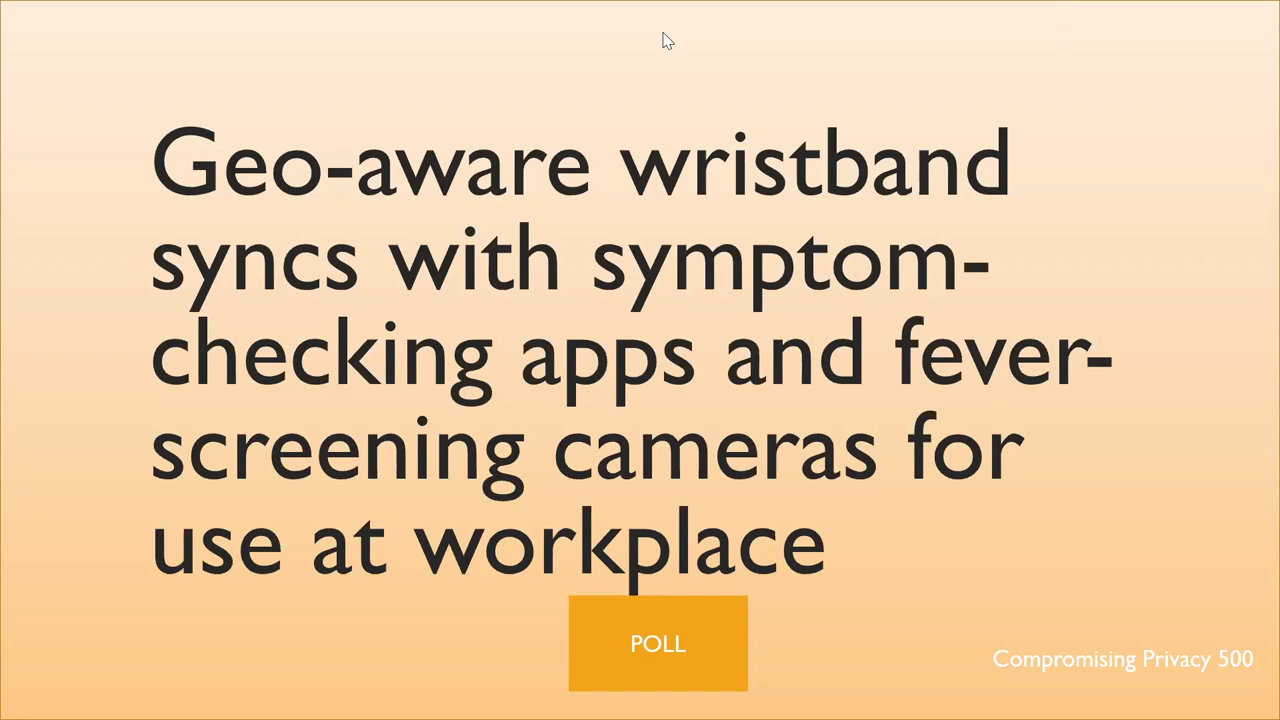 Geo-aware wristband
syncs with symptom-
checking apps and fever-
screening cameras for
use at workplace
POLL
Compromising Privacy 500